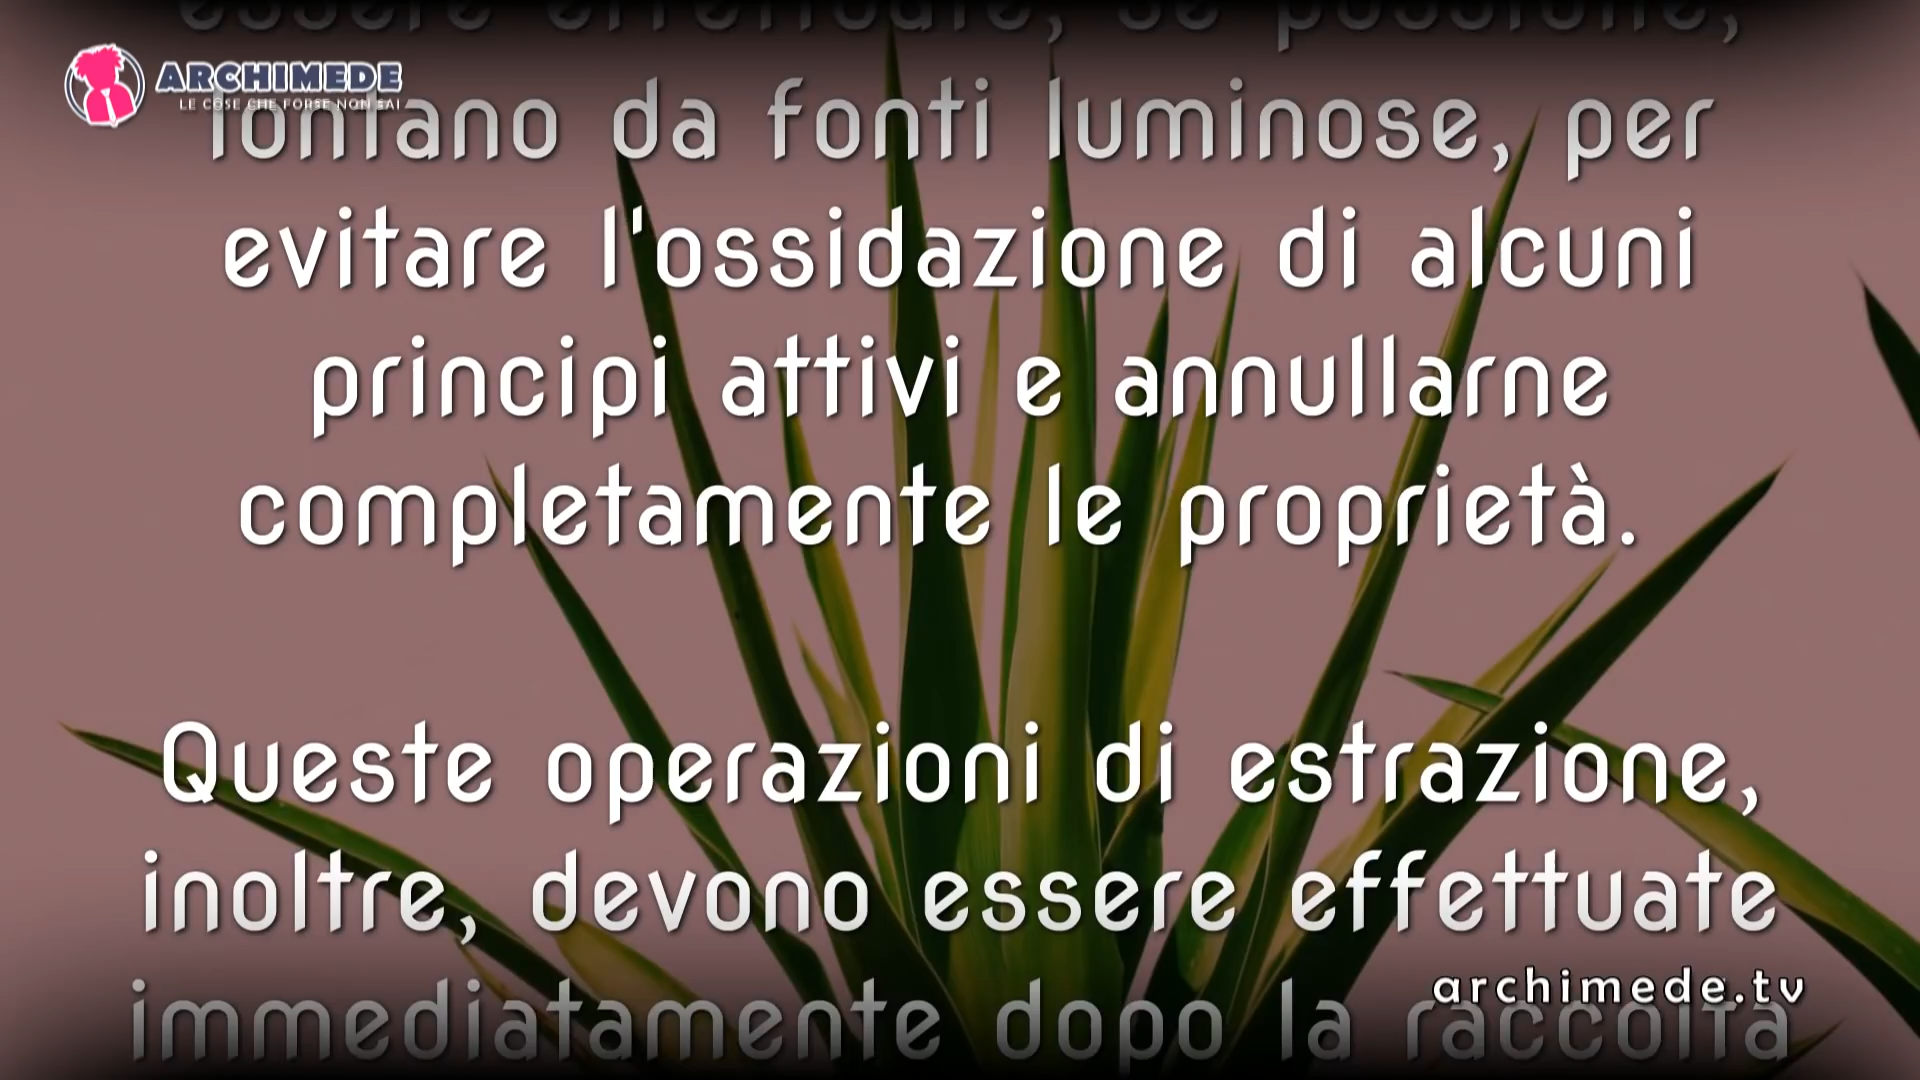 essere effettuate, se possibile,
ARCHIMEDE
LE COSE CHE FORSE NON SAI
lontano da fonti luminose, per
evitare l'ossidazione di alcuni
principi attivi e annullarne
completamente le proprietà.
Queste operazioni di estrazione,
inoltre, devono essere effettuate
archimede.tv
immediatamente dopo la raccolta